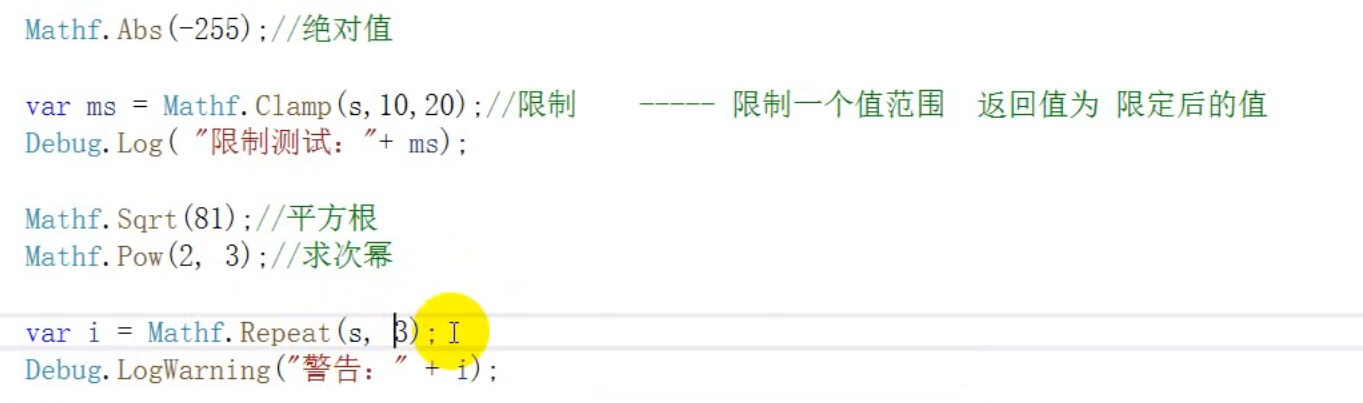 Mathf.Abs(-255);//绝对值
var ms = Mathf.Clamp(s,10,20);//限制 ----- 限制一个值范围 返回值为 限定后的值
Debug.Log( "限制测试："+ ms);
Mathf.Sqrt(81);//平方根
Mathf.Pow(2, 3);//求次幂
var i = Mathf.Repeat(s, 3);
Debug.LogWarning("警告：" + i);